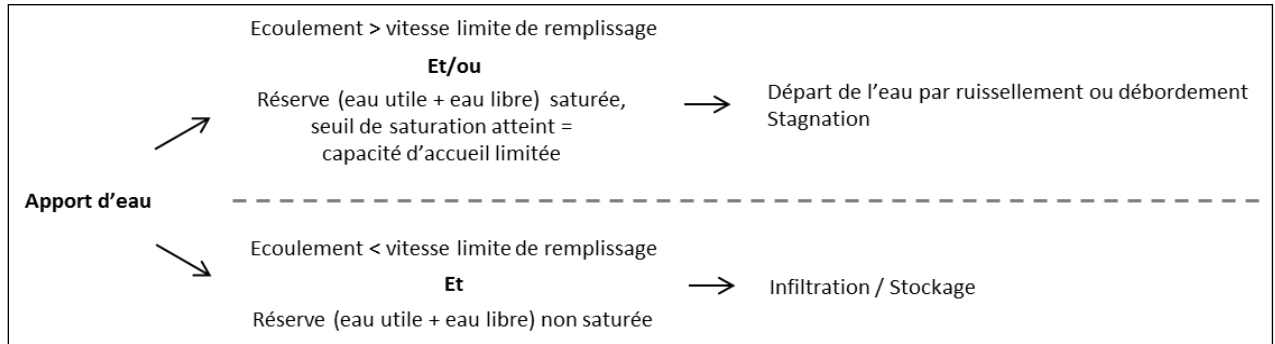 Ecoulement > vitesse limite de remplissage
Et/ou
Réserve (eau utile + eau libre) saturée,
seuil de saturation atteint =
capacité d’accueil limitée
Départ de l’eau par ruissellement ou débordement
Stagnation
Apport d’eau
Ecoulement < vitesse limite de remplissage
Et
Réserve (eau utile + eau libre) non saturée
Infiltration / Stockage